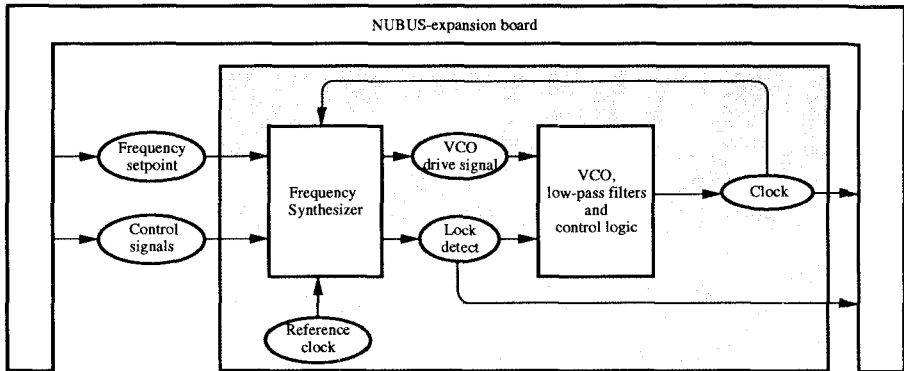 NUBUS-expansion board
Frequency
setpoint
Control
signals
Frequency
Synthesizer
Reference
clock
VCO
drive signal
Lock
detect
VCO,
low-pass filters
and
control logic
Clock